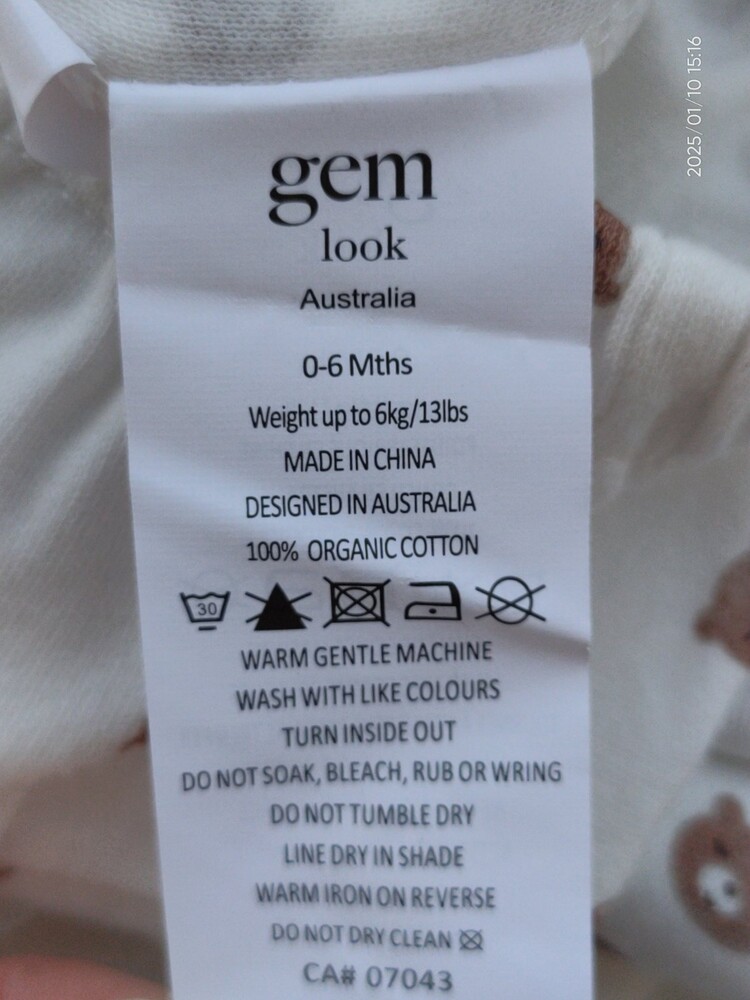 gem
look
Australia
0-6 Mths
Weight up to 6kg/13lbs
MADE IN CHINA
DESIGNED IN AUSTRALIA
100% ORGANIC COTTON
30
WARM GENTLE MACHINE
WASH WITH LIKE COLOURS
TURN INSIDE OUT
DO NOT SOAK, BLEACH, RUB OR WRING
DO NOT TUMBLE DRY
LINE DRY IN SHADE
WARM IRON ON REVERSE
DO NOT DRY CLEAN
CA# 07043
2025/01/10 15:16